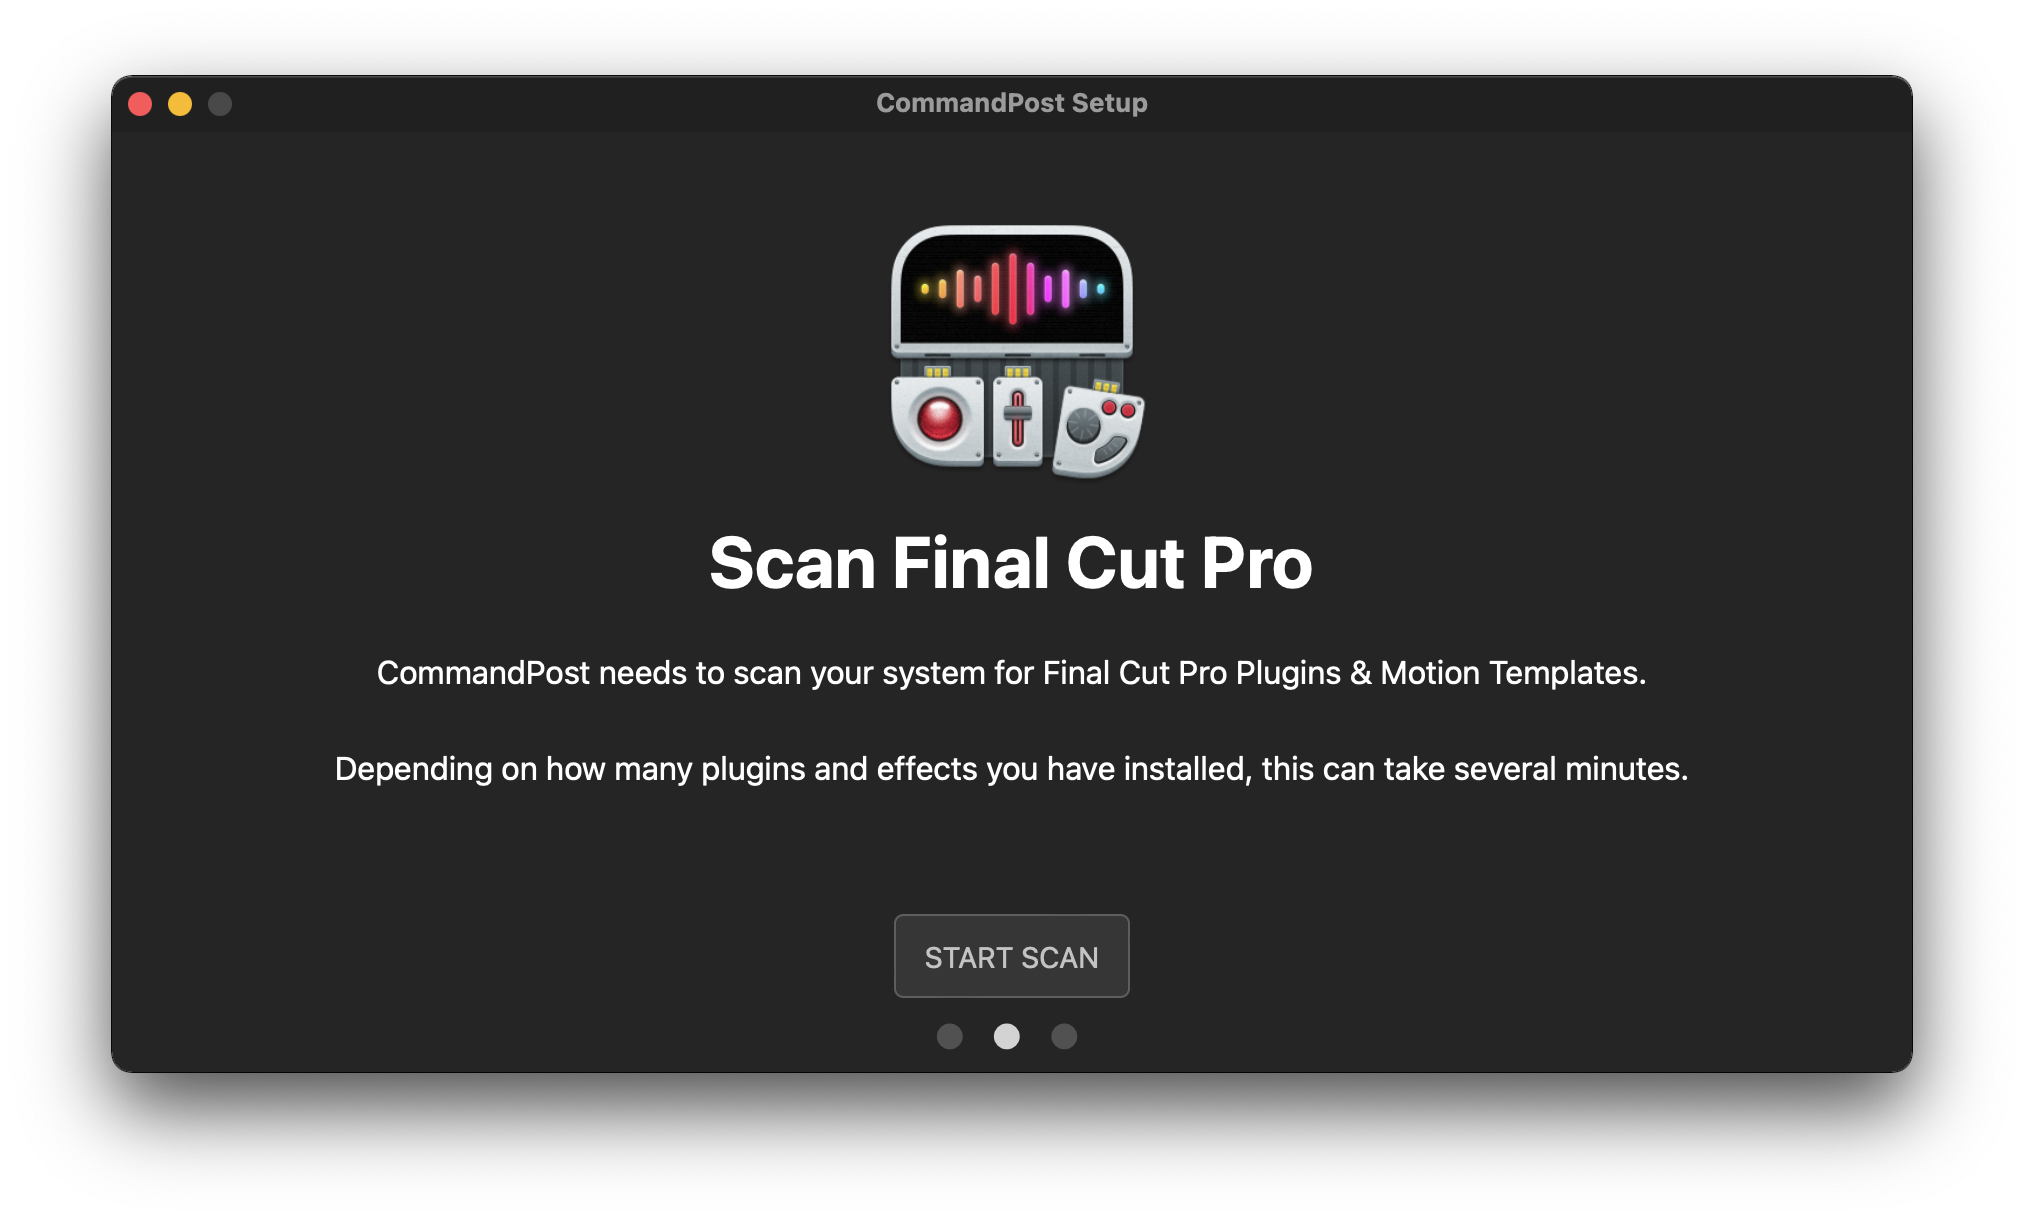 CommandPost Setup
Scan Final Cut Pro
CommandPost needs to scan your system for Final Cut Pro Plugins & Motion Templates.
Depending on how many plugins and effects you have installed, this can take several minutes.
START SCAN